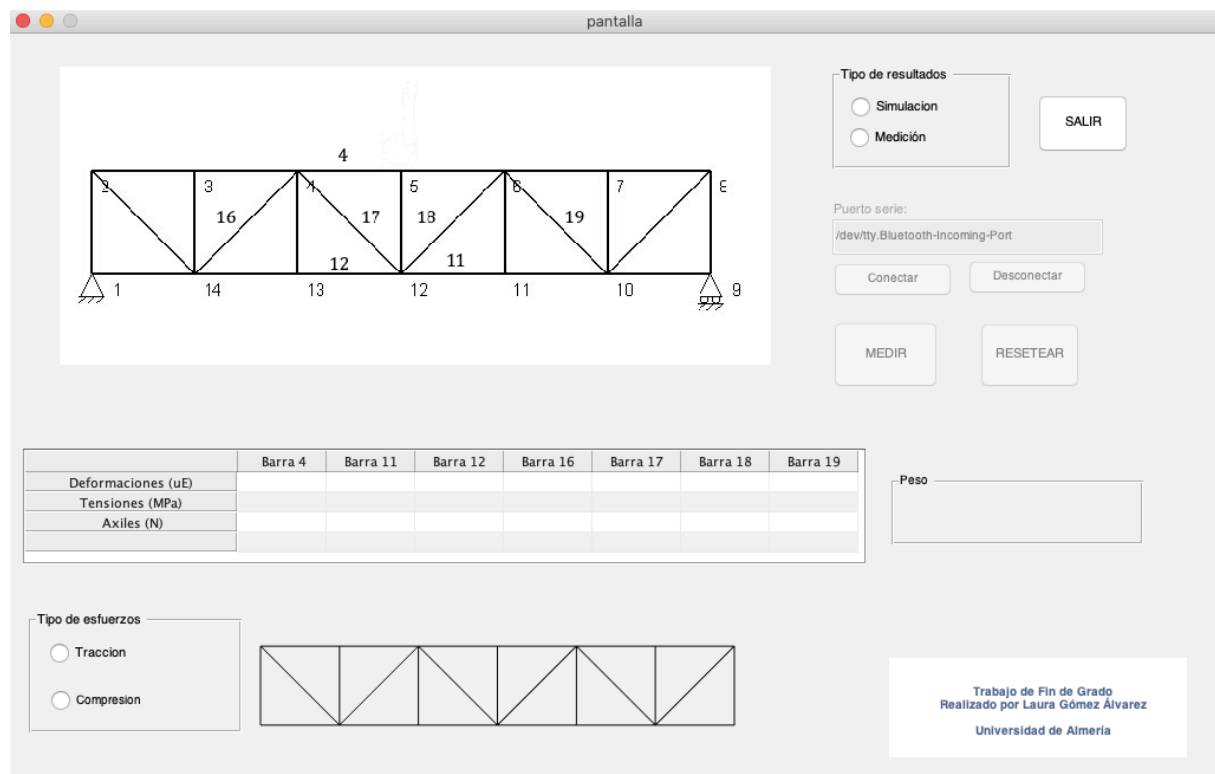 pantalla
Tipo de resultados
Simulacion
Medición
SALIR
4
2 3 4 5 6 7 8
16 17 18 19
12 11
1 14 13 12 11 10 9
Puerto serie:
/dev/tty.Bluetooth-Incoming-Port
Conectar Desconectar
MEDIR RESETEAR
Barra 4 Barra 11 Barra 12 Barra 16 Barra 17 Barra 18 Barra 19
Deformaciones (uE)
Tensiones (MPa)
Axiles (N)
Peso
Tipo de esfuerzos
Traccion
Compresion
Trabajo de Fin de Grado
Realizado por Laura Gómez Álvarez
Universidad de Almería